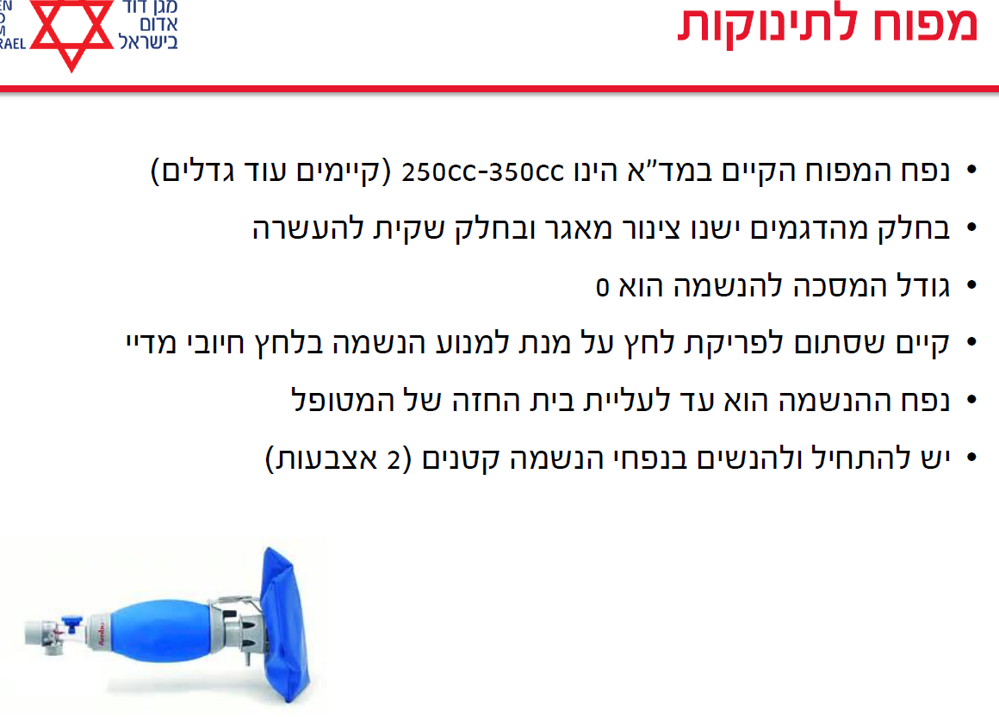 מגן דוד
אדום
בישראל
RAEL
מפוח לתינוקות
• נפח המפוח הקיים במד"א הינו 250cc-350cc (קיימים עוד גדלים)
• בחלק מהדגמים ישנו צינור מאגר ובחלק שקית להעשרה
• גודל המסכה להנשמה הוא 0
• קיים שסתום לפריקת לחץ על מנת למנוע הנשמה בלחץ חיובי מדיי
• נפח ההנשמה הוא עד לעליית בית החזה של המטופל
• יש להתחיל ולהנשים בנפחי הנשמה קטנים (2 אצבעות)
Ambu